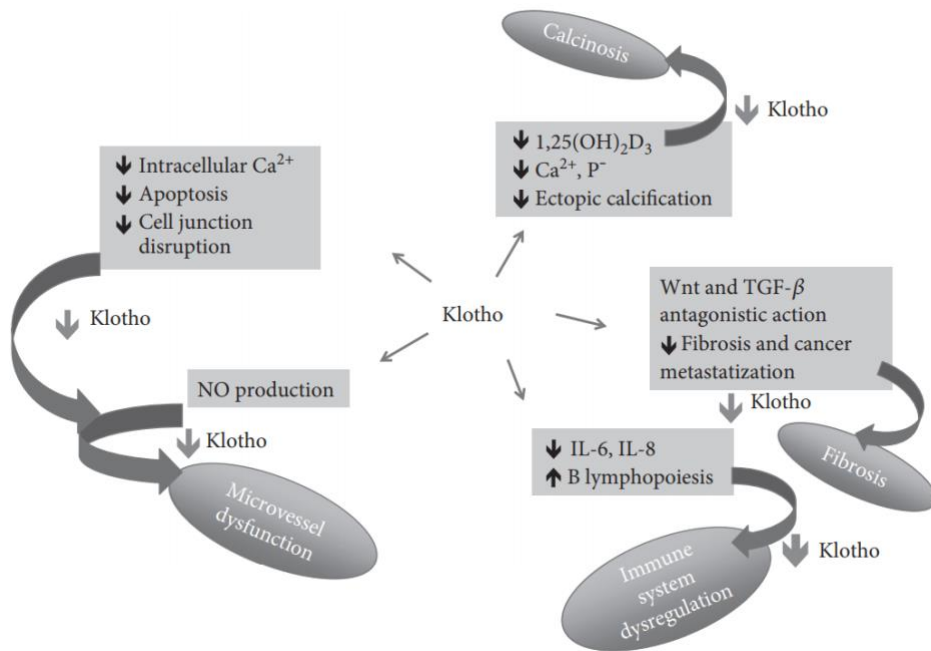 Calcinosis
↓ Klotho
↓ 1,25(OH)₂D₃
↓ Ca²⁺, P⁻
↓ Ectopic calcification
↓ Intracellular Ca²⁺
↓ Apoptosis
↓ Cell junction
disruption
↓ Klotho
Klotho
Wnt and TGF-β
antagonistic action
↓ Fibrosis and cancer
metastatization
↓ Klotho
Fibrosis
NO production
↓ Klotho
Microvessel
dysfunction
↓ IL-6, IL-8
↑ B lymphopoiesis
↓ Klotho
Immune
system
dysregulation